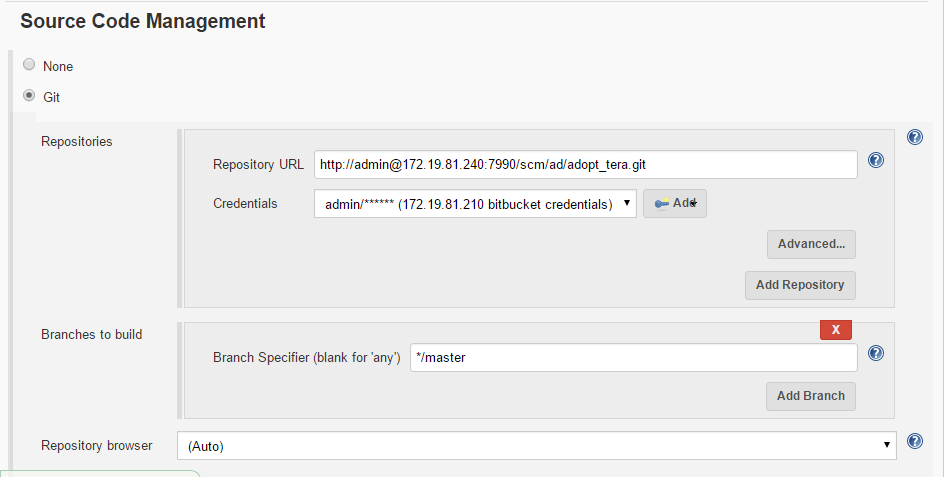 Source Code Management
None
Git
Repositories
Repository URL http://admin@172.19.81.240:7990/scm/ad/adopt_tera.git
Credentials admin/****** (172.19.81.210 bitbucket credentials) Add
Advanced...
Add Repository
Branches to build
X
Branch Specifier (blank for 'any') */master
Add Branch
Repository browser (Auto)